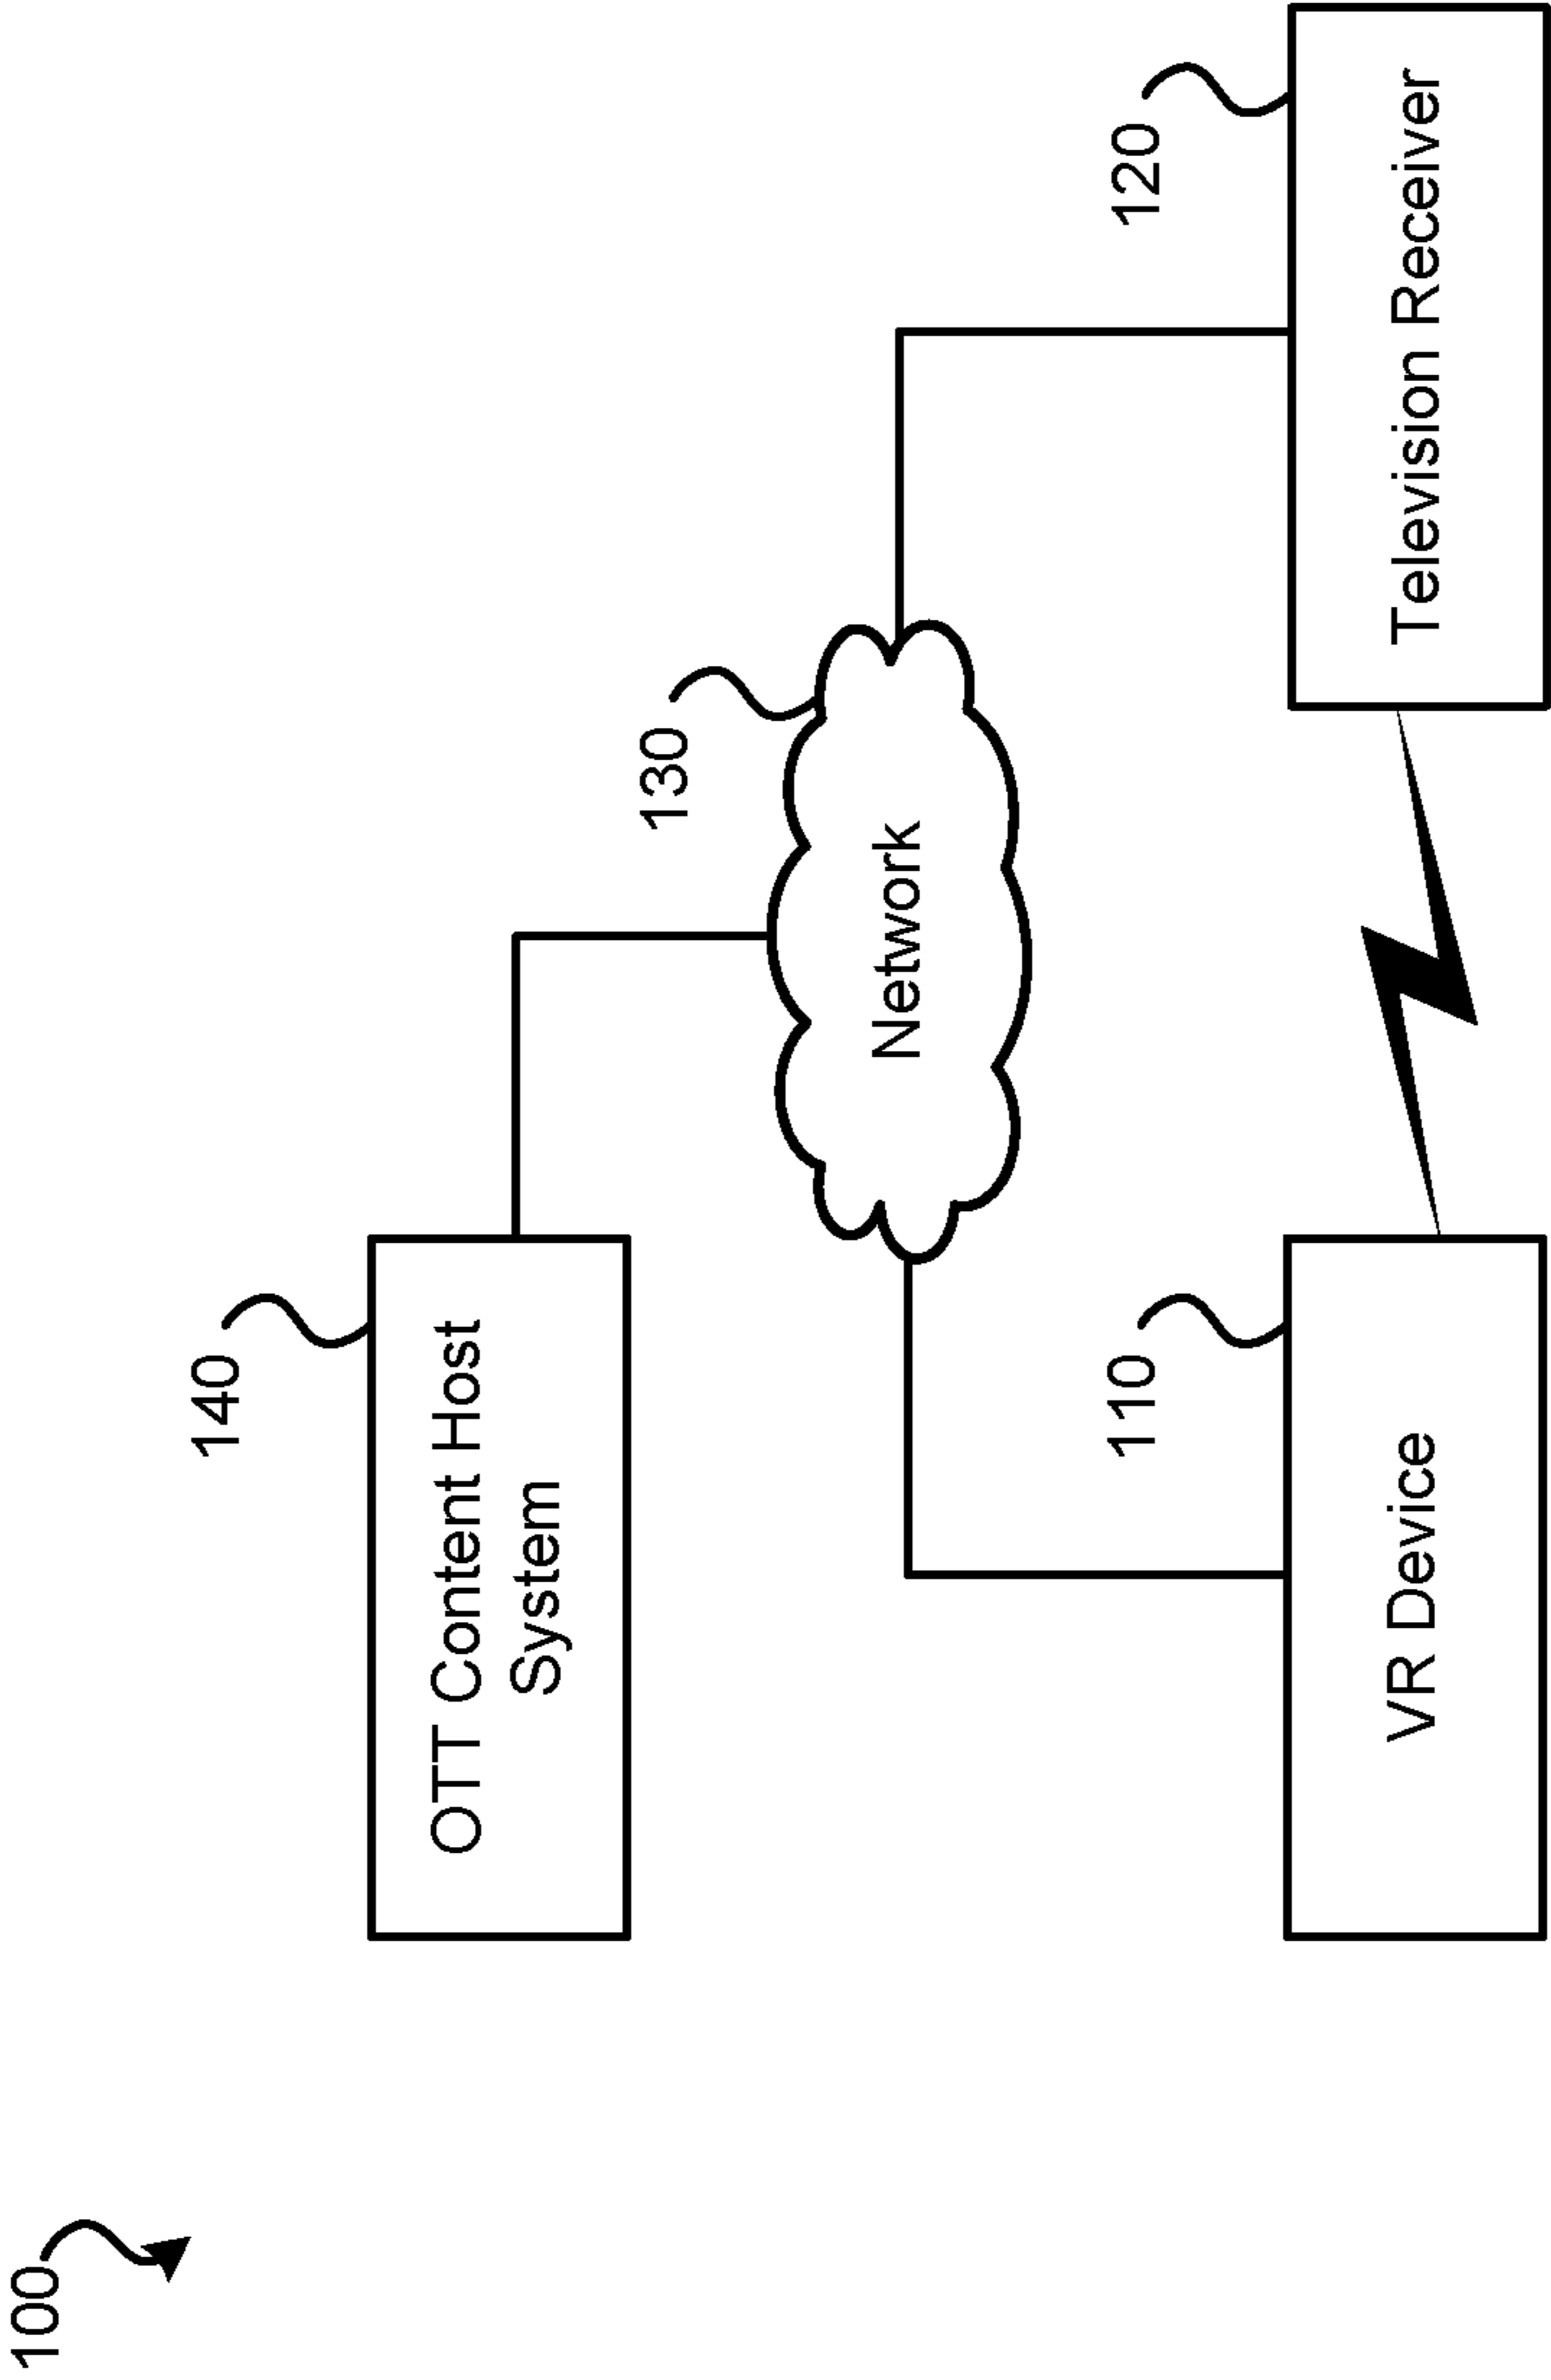 100
140
OTT Content Host
System
130
Network
110
VR Device
120
Television Receiver